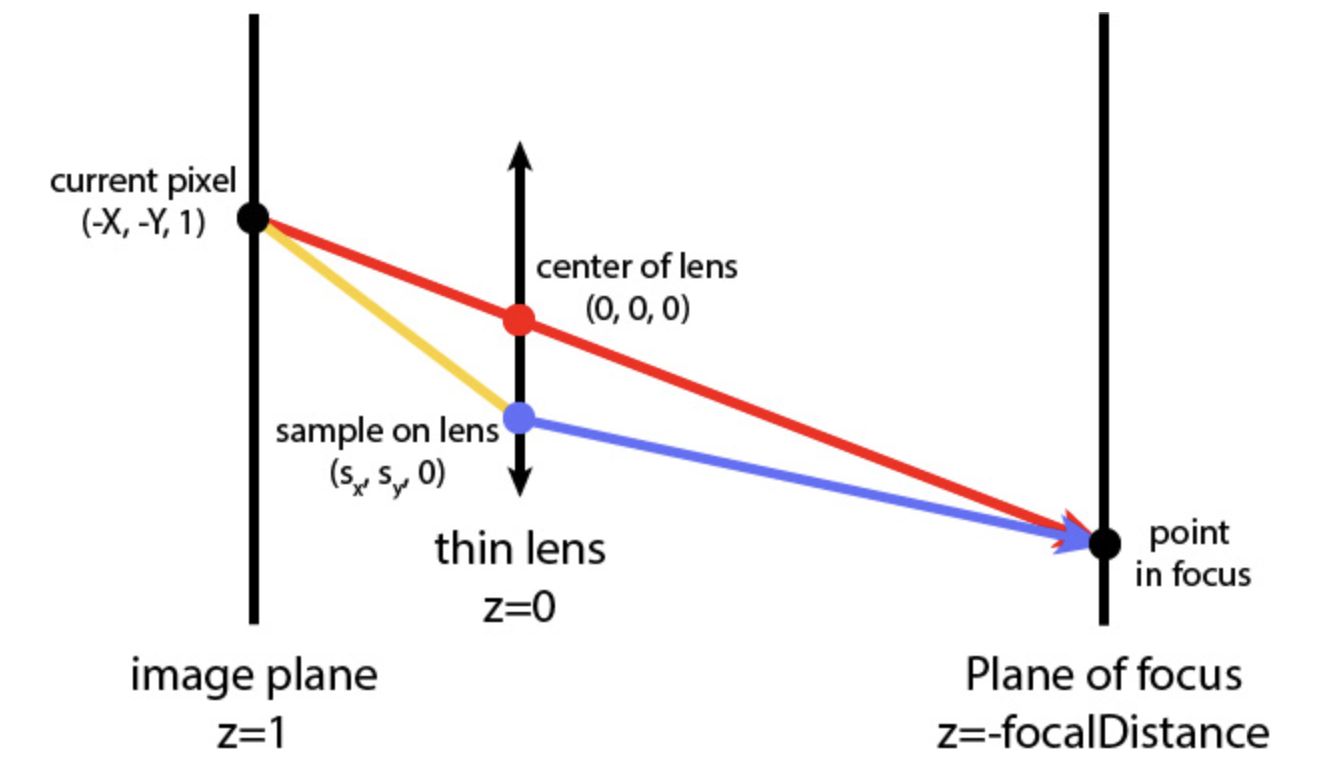 current pixel
(-X, -Y, 1)
center of lens
(0, 0, 0)
sample on lens
(sx, sy, 0)
thin lens
z=0
point
in focus
image plane
z=1
Plane of focus
z=-focalDistance